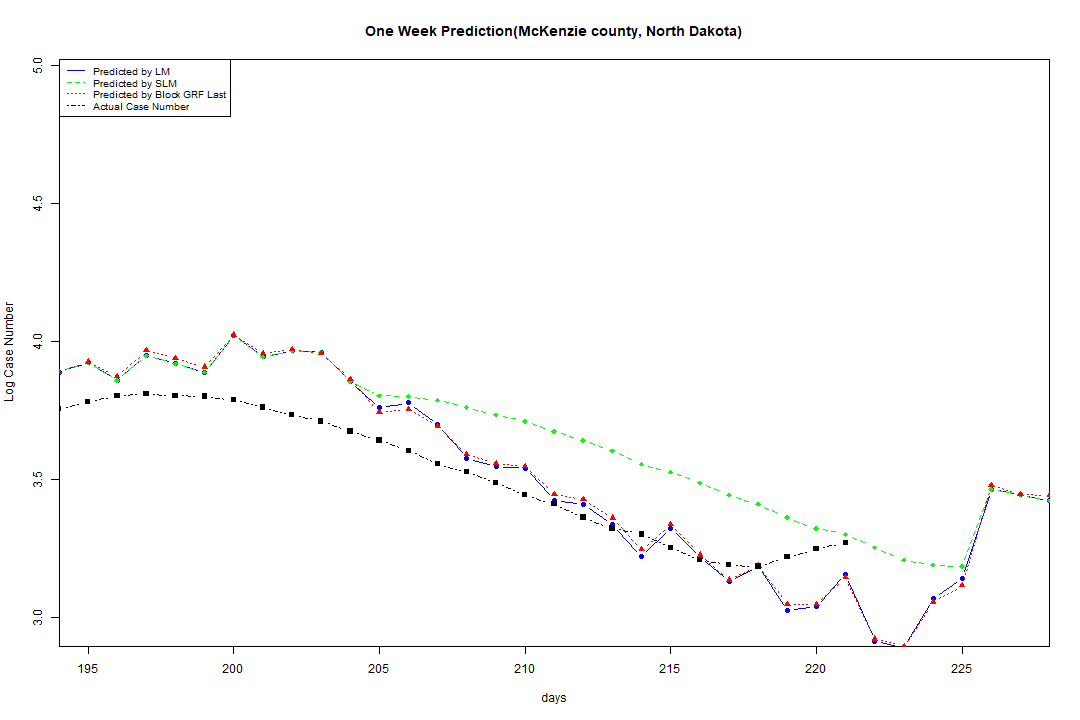 One Week Prediction(McKenzie county, North Dakota)
Predicted by LM
Predicted by SLM
Predicted by Block GRF Last
Actual Case Number
5.0
4.5
4.0
3.5
3.0
Log Case Number
195 200 205 210 215 220 225
days